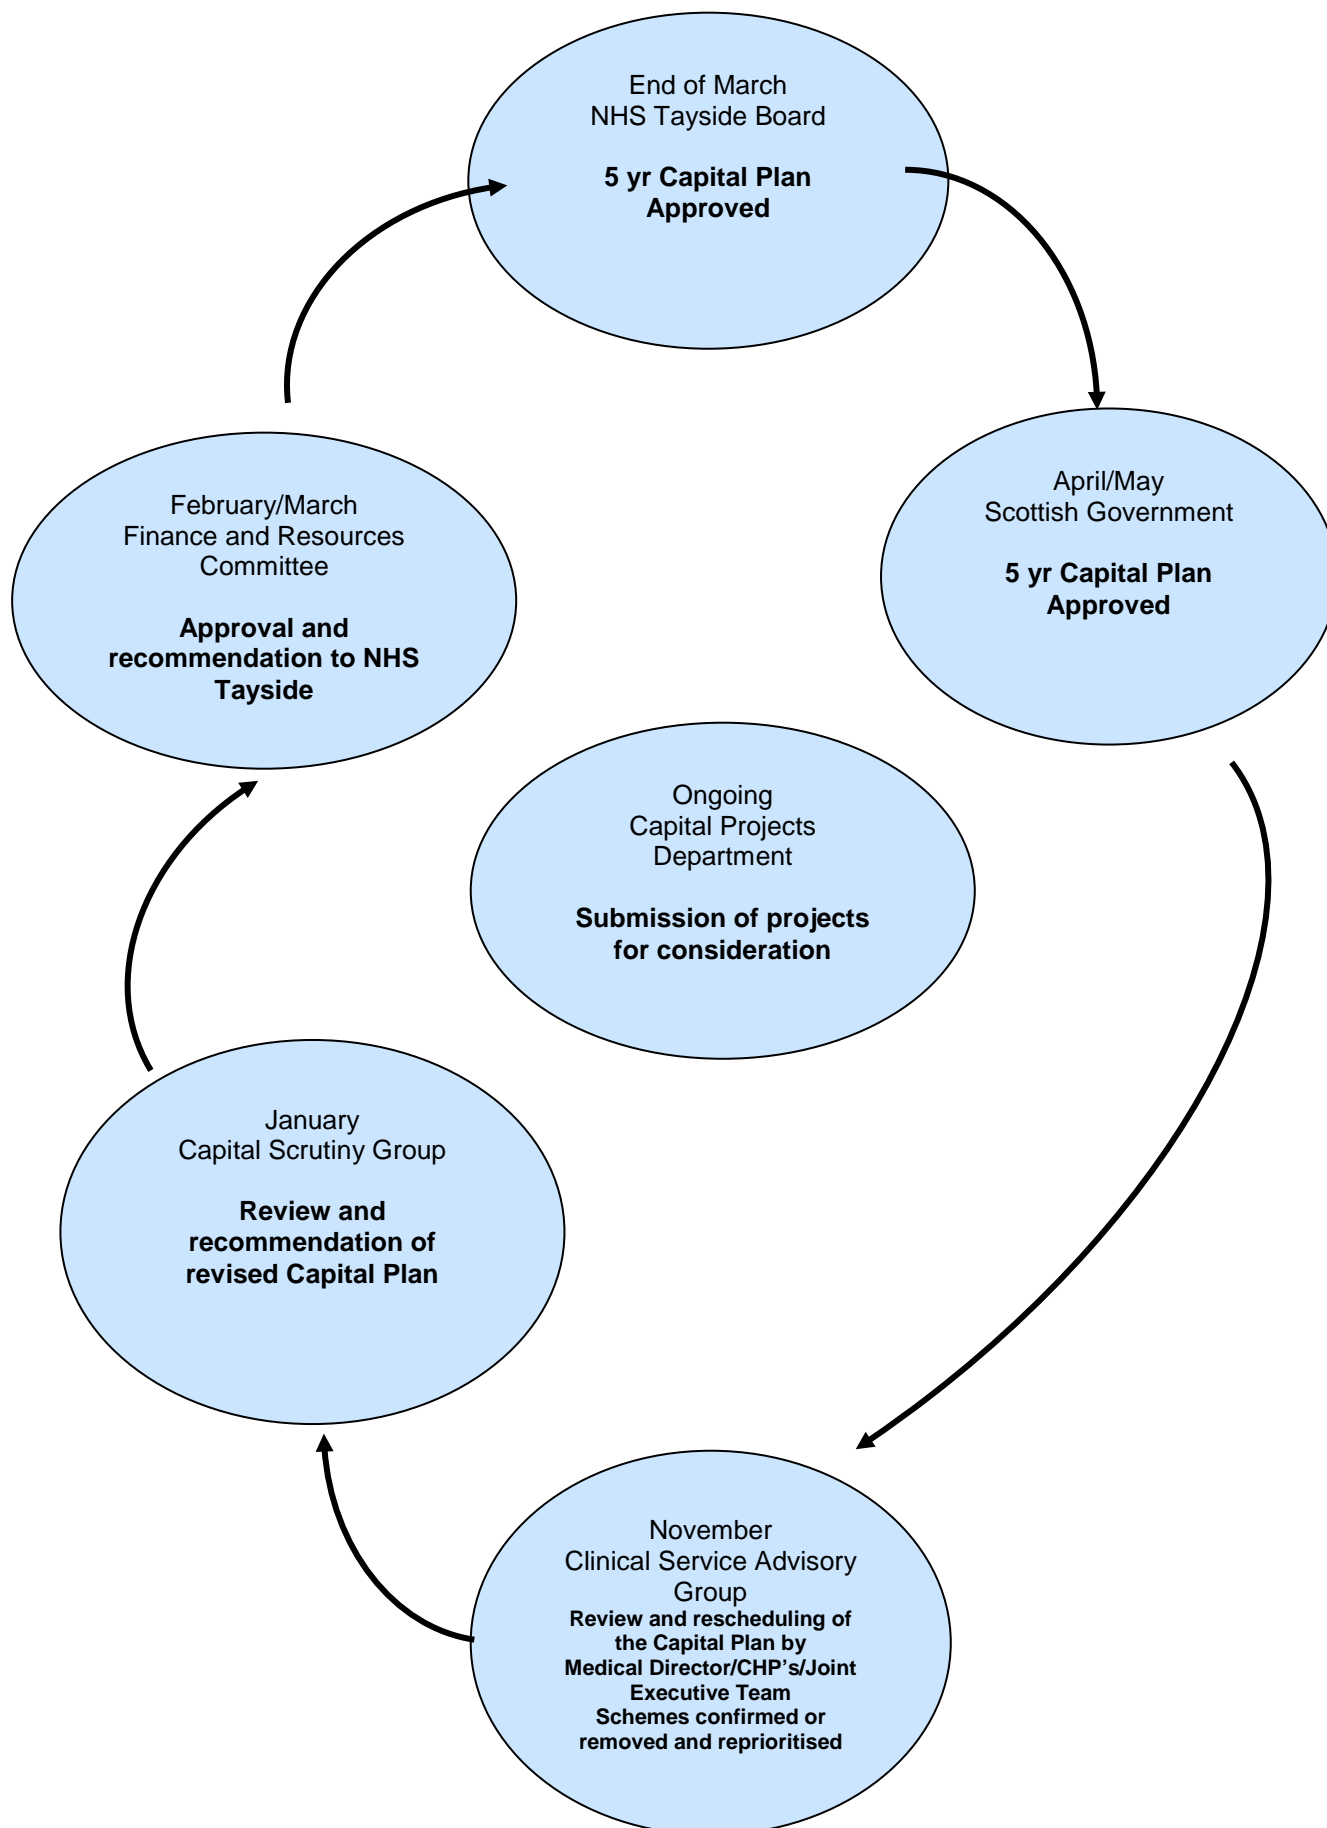 End of March
NHS Tayside Board
5 yr Capital Plan
Approved
April/May
Scottish Government
5 yr Capital Plan
Approved
February/March
Finance and Resources
Committee
Approval and
recommendation to NHS
Tayside
Ongoing
Capital Projects
Department
Submission of projects
for consideration
January
Capital Scrutiny Group
Review and
recommendation of
revised Capital Plan
November
Clinical Service Advisory
Group
Review and rescheduling of
the Capital Plan by
Medical Director/CHP’s/Joint
Executive Team
Schemes confirmed or
removed and reprioritised